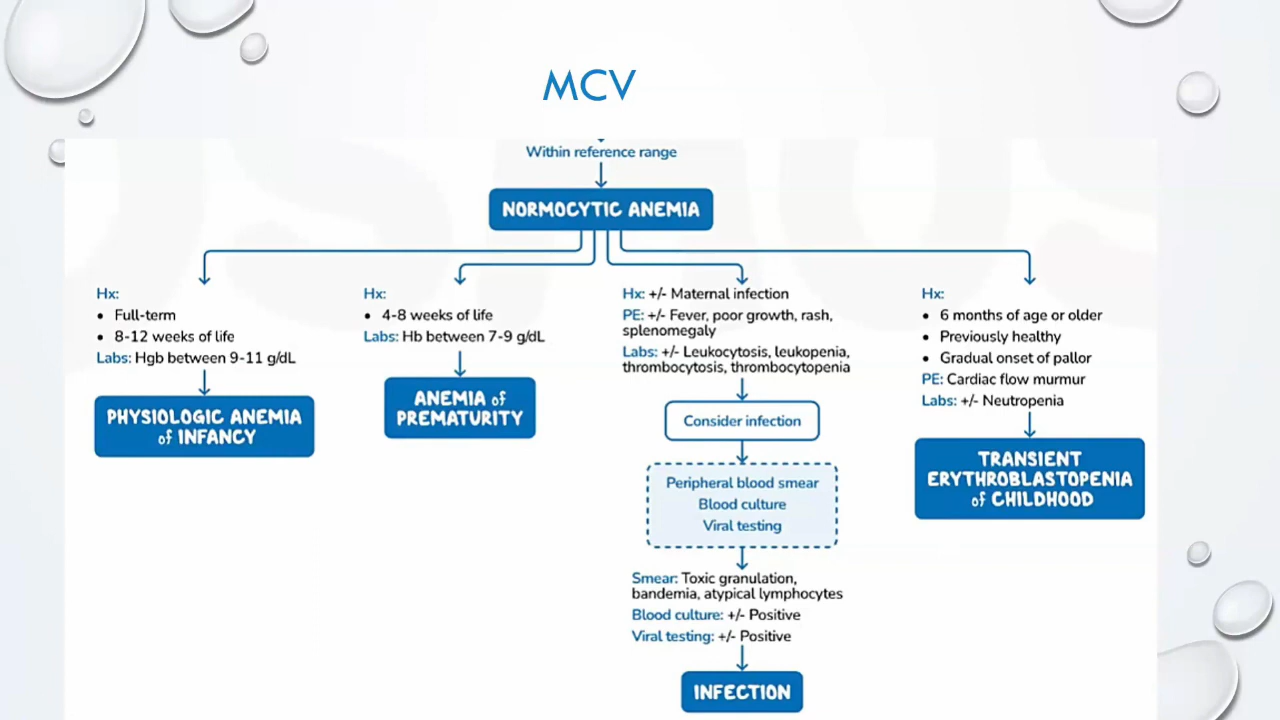 MCV
Within reference range
NORMOCYTIC ANEMIA
Hx:
• Full-term
• 8-12 weeks of life
Labs: Hgb between 9-11 g/dL
PHYSIOLOGIC ANEMIA
of INFANCY
Hx:
• 4-8 weeks of life
Labs: Hb between 7-9 g/dL
ANEMIA of
PREMATURITY
Hx: +/- Maternal infection
PE: +/- Fever, poor growth, rash,
splenomegaly
Labs: +/- Leukocytosis, leukopenia,
thrombocytosis, thrombocytopenia
Consider infection
Peripheral blood smear
Blood culture
Viral testing
Smear: Toxic granulation,
bandemia, atypical lymphocytes
Blood culture: +/- Positive
Viral testing: +/- Positive
INFECTION
Hx:
• 6 months of age or older
• Previously healthy
• Gradual onset of pallor
PE: Cardiac flow murmur
Labs: +/- Neutropenia
TRANSIENT
ERYTHROBLASTOPENIA
of CHILDHOOD